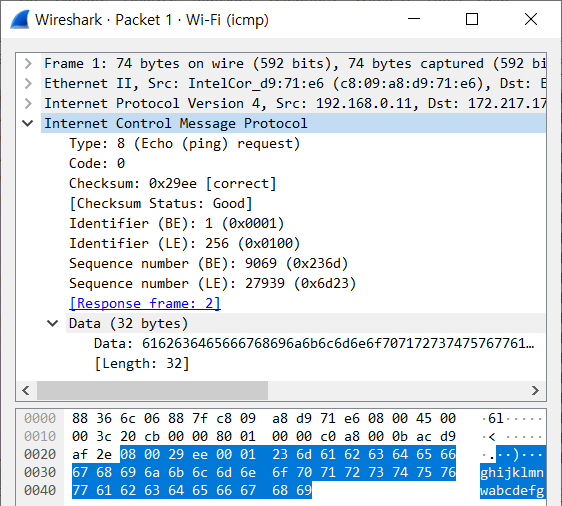 Wireshark · Packet 1 · Wi-Fi (icmp)
Frame 1: 74 bytes on wire (592 bits), 74 bytes captured (592 bi
Ethernet II, Src: IntelCor_d9:71:e6 (c8:09:a8:d9:71:e6), Dst: E
Internet Protocol Version 4, Src: 192.168.0.11, Dst: 172.217.17
Internet Control Message Protocol
Type: 8 (Echo (ping) request)
Code: 0
Checksum: 0x29ee [correct]
[Checksum Status: Good]
Identifier (BE): 1 (0x0001)
Identifier (LE): 256 (0x0100)
Sequence number (BE): 9069 (0x236d)
Sequence number (LE): 27939 (0x6d23)
[Response frame: 2]
Data (32 bytes)
Data: 6162636465666768696a6b6c6d6e6f707172737475767761…
[Length: 32]
0000 88 36 6c 06 88 7f c8 09 a8 d9 71 e6 08 00 45 00 ·6l·····
0010 00 3c 20 cb 00 00 80 01 00 00 c0 a8 00 0b ac d9 ·< ·····
0020 af 2e 08 00 29 ee 00 01 23 6d 61 62 63 64 65 66 ·.··)···
0030 67 68 69 6a 6b 6c 6d 6e 6f 70 71 72 73 74 75 76 ghijklmn
0040 77 61 62 63 64 65 66 67 68 69 wabcdefg